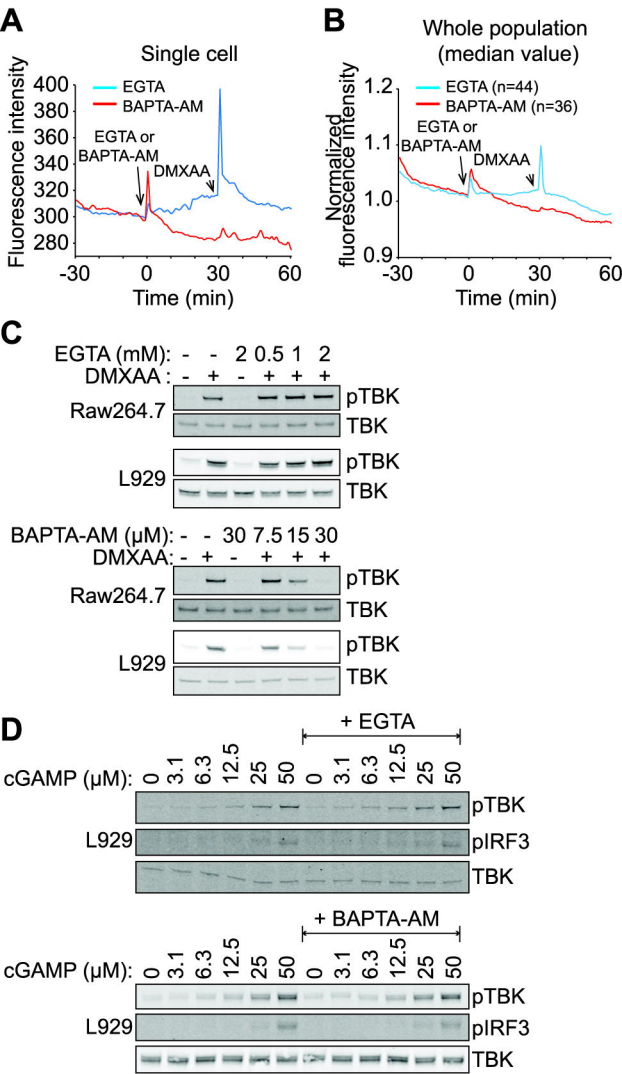 A
Single cell
Fluorescence intensity
400
380
360
340
320
300
280
EGTA
BAPTA-AM
EGTA or
BAPTA-AM
DMXAA
-30
0
30
60
Time (min)
B
Whole population
(median value)
Normalized
fluorescence intensity
1.2
1.1
1.0
0.9
EGTA (n=44)
BAPTA-AM (n=36)
EGTA or
BAPTA-AM
DMXAA
-30
0
30
60
Time (min)
C
EGTA (mM): - - 2 0.5 1 2
DMXAA : - + - + + +
Raw264.7
pTBK
TBK
L929
pTBK
TBK
BAPTA-AM (μM): - - 30 7.5 15 30
DMXAA: - + - + + +
Raw264.7
pTBK
TBK
L929
pTBK
TBK
D
+ EGTA
cGAMP (μM): 0 3.1 6.3 12.5 25 50 0 3.1 6.3 12.5 25 50
pTBK
L929
pIRF3
TBK
+ BAPTA-AM
cGAMP (μM): 0 3.1 6.3 12.5 25 50 0 3.1 6.3 12.5 25 50
pTBK
L929
pIRF3
TBK